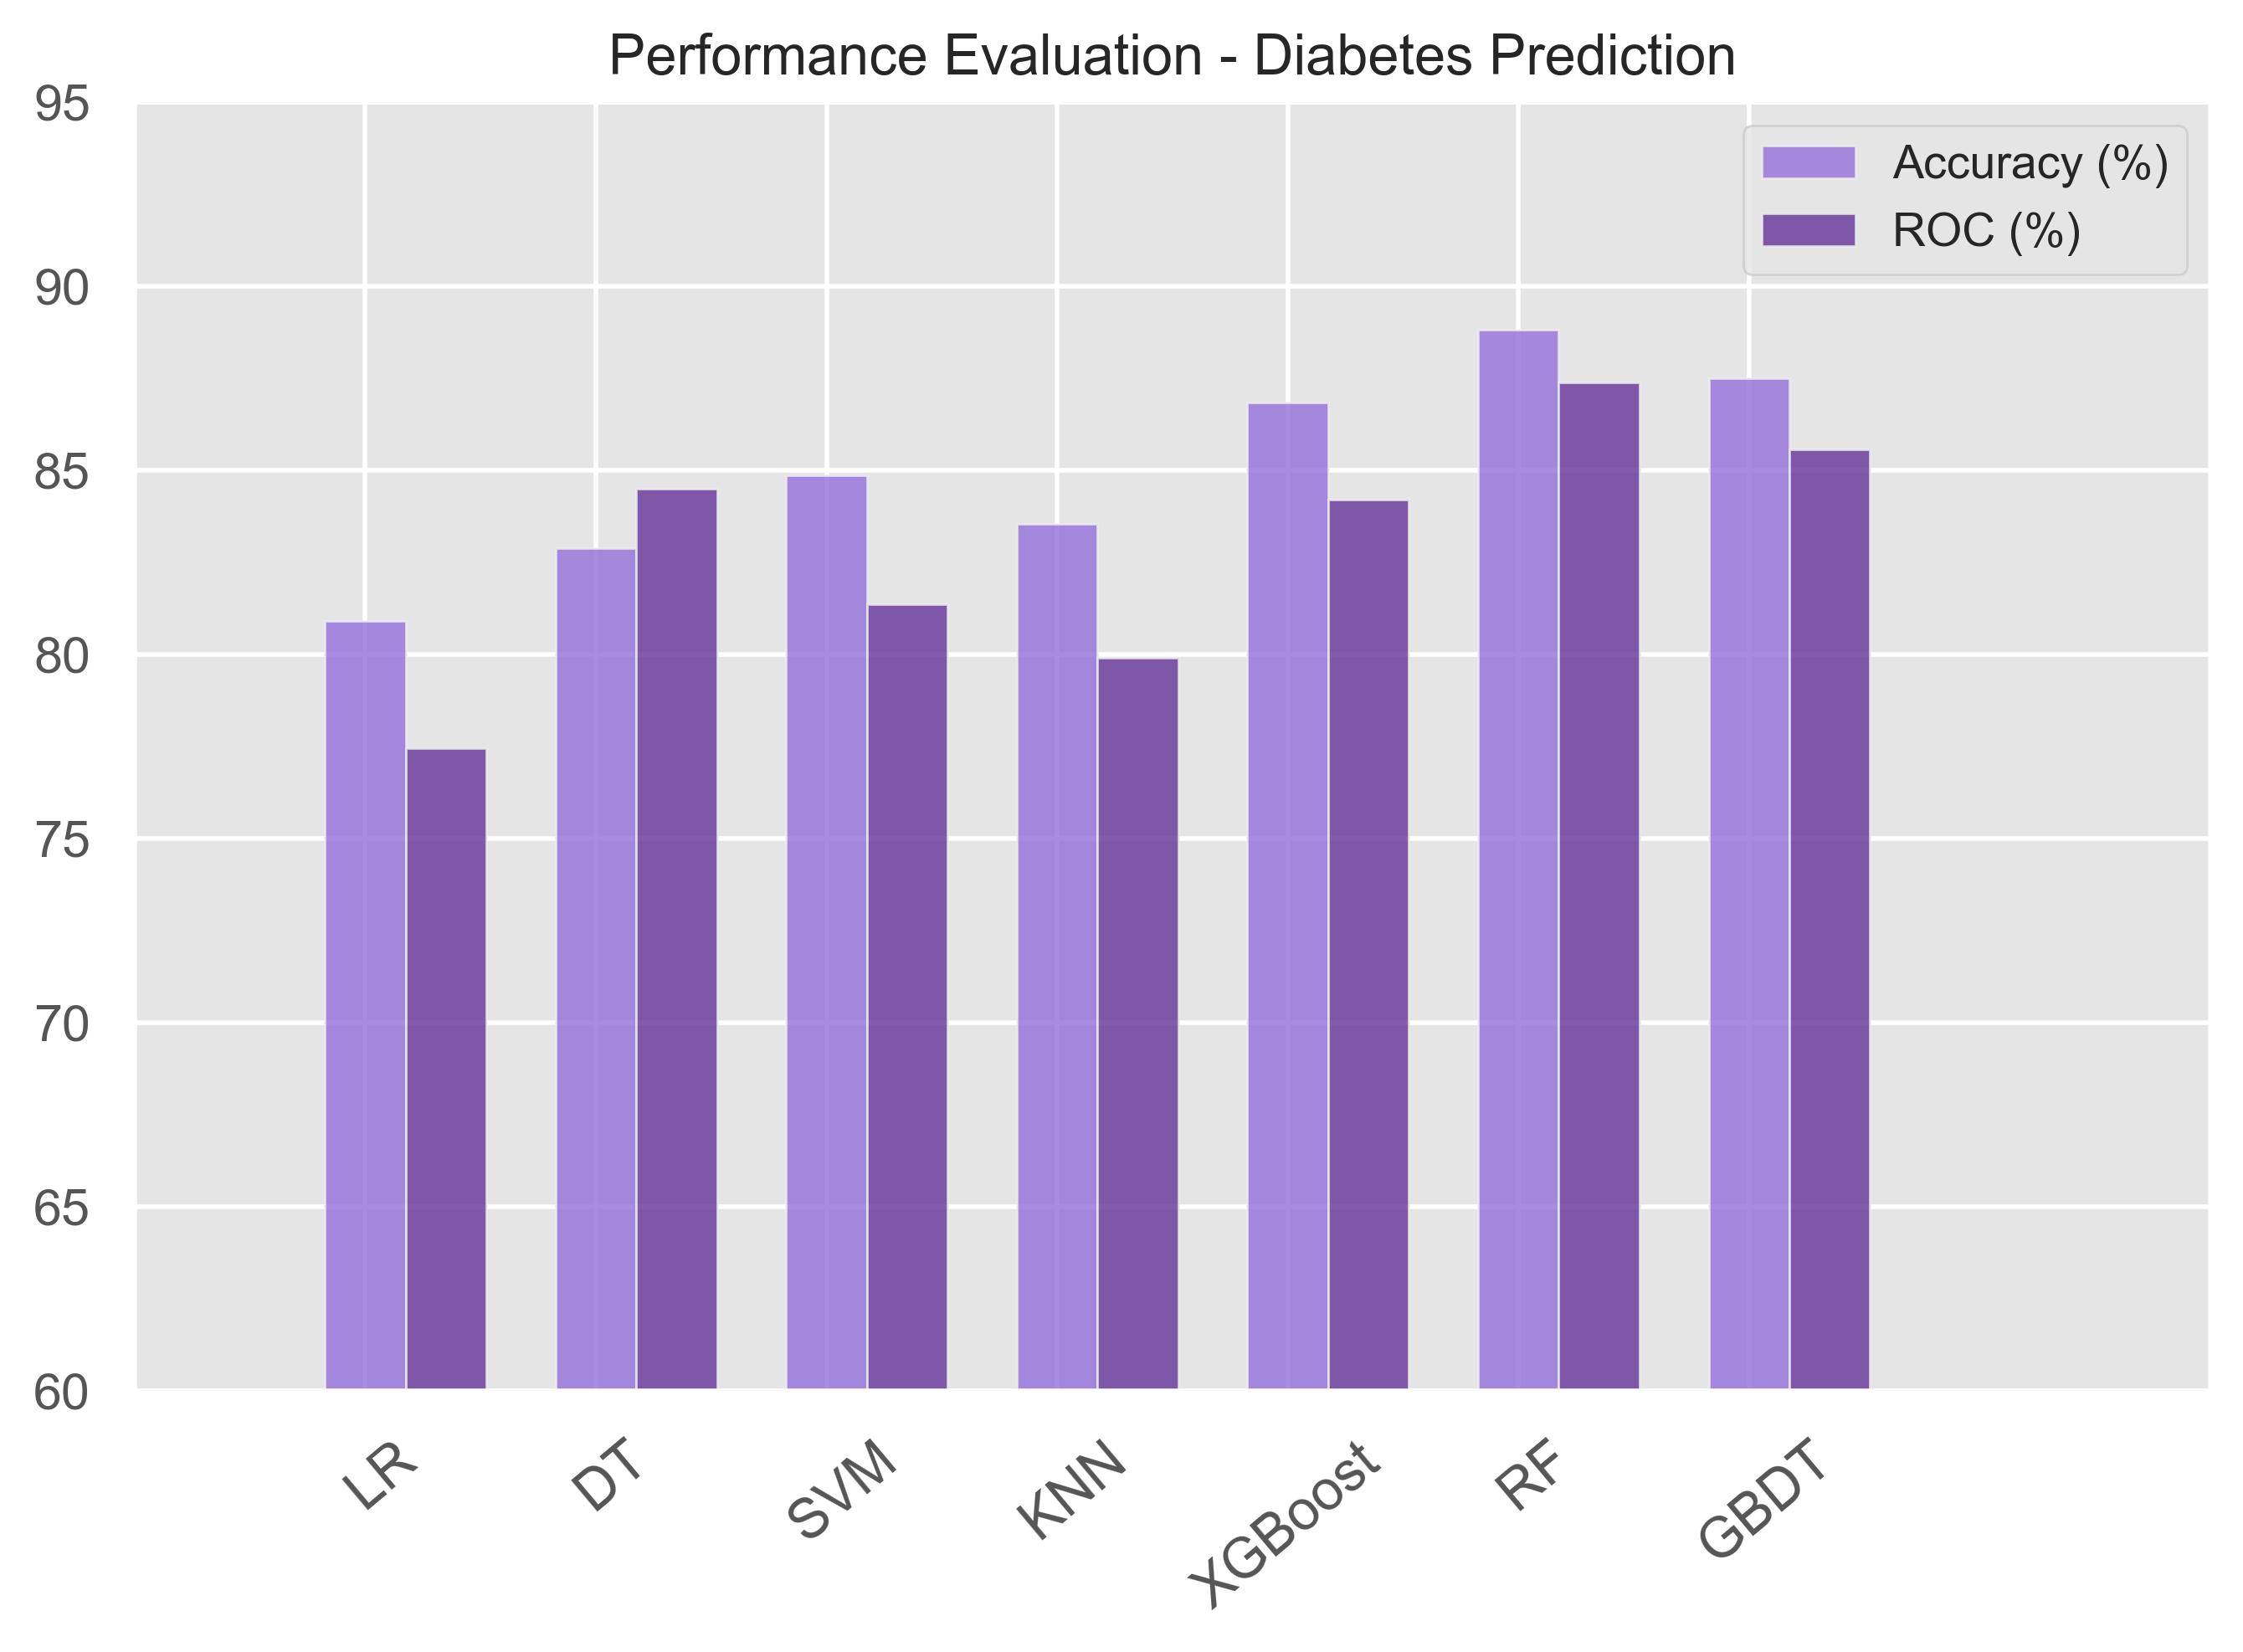 Performance Evaluation - Diabetes Prediction
95
90
85
80
75
70
65
60
Accuracy (%)
ROC (%)
LR
DT
SVM
KNN
XGBoost
RF
GBDT